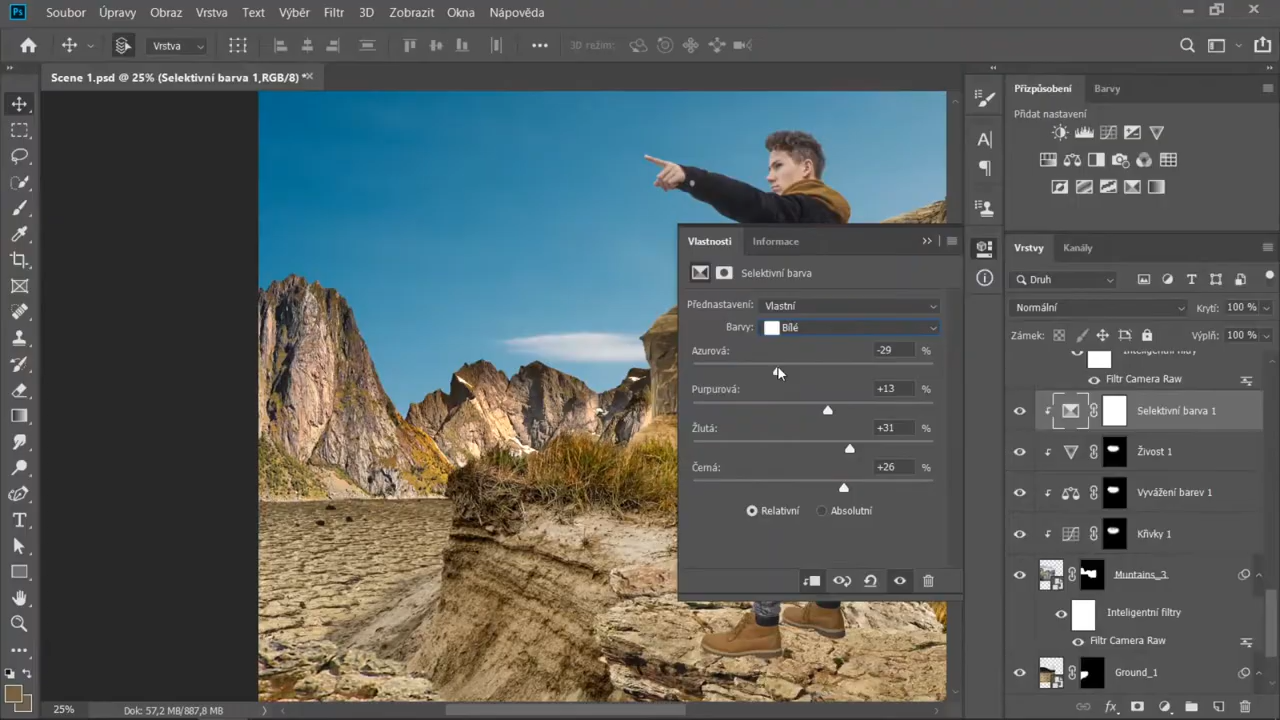 Ps Soubor Úpravy Obraz Vrstva Text Výběr Filtr 3D Zobrazit Okna Nápověda
Vrstva 3D režim:
Scene 1.psd @ 25% (Selektivní barva 1,RGB/8) *
Přizpůsobení Barvy
Přidat nastavení
Vlastnosti Informace
Selektivní barva
Přednastavení: Vlastní
Barvy: Bílé
Azurová: -29 %
Purpurová: +13 %
Žlutá: +31 %
Černá: +26 %
Relativní Absolutní
Vrstvy Kanály
Druh
Normální Krytí: 100 %
Zámek: Výplň: 100 %
Inteligentní filtry
Filtr Camera Raw
Selektivní barva 1
Živost 1
Vyvážení barev 1
Křivky 1
Muntains_3
Inteligentní filtry
Filtr Camera Raw
Ground_1
fx
25% Dok: 57,2 MB/887,8 MB